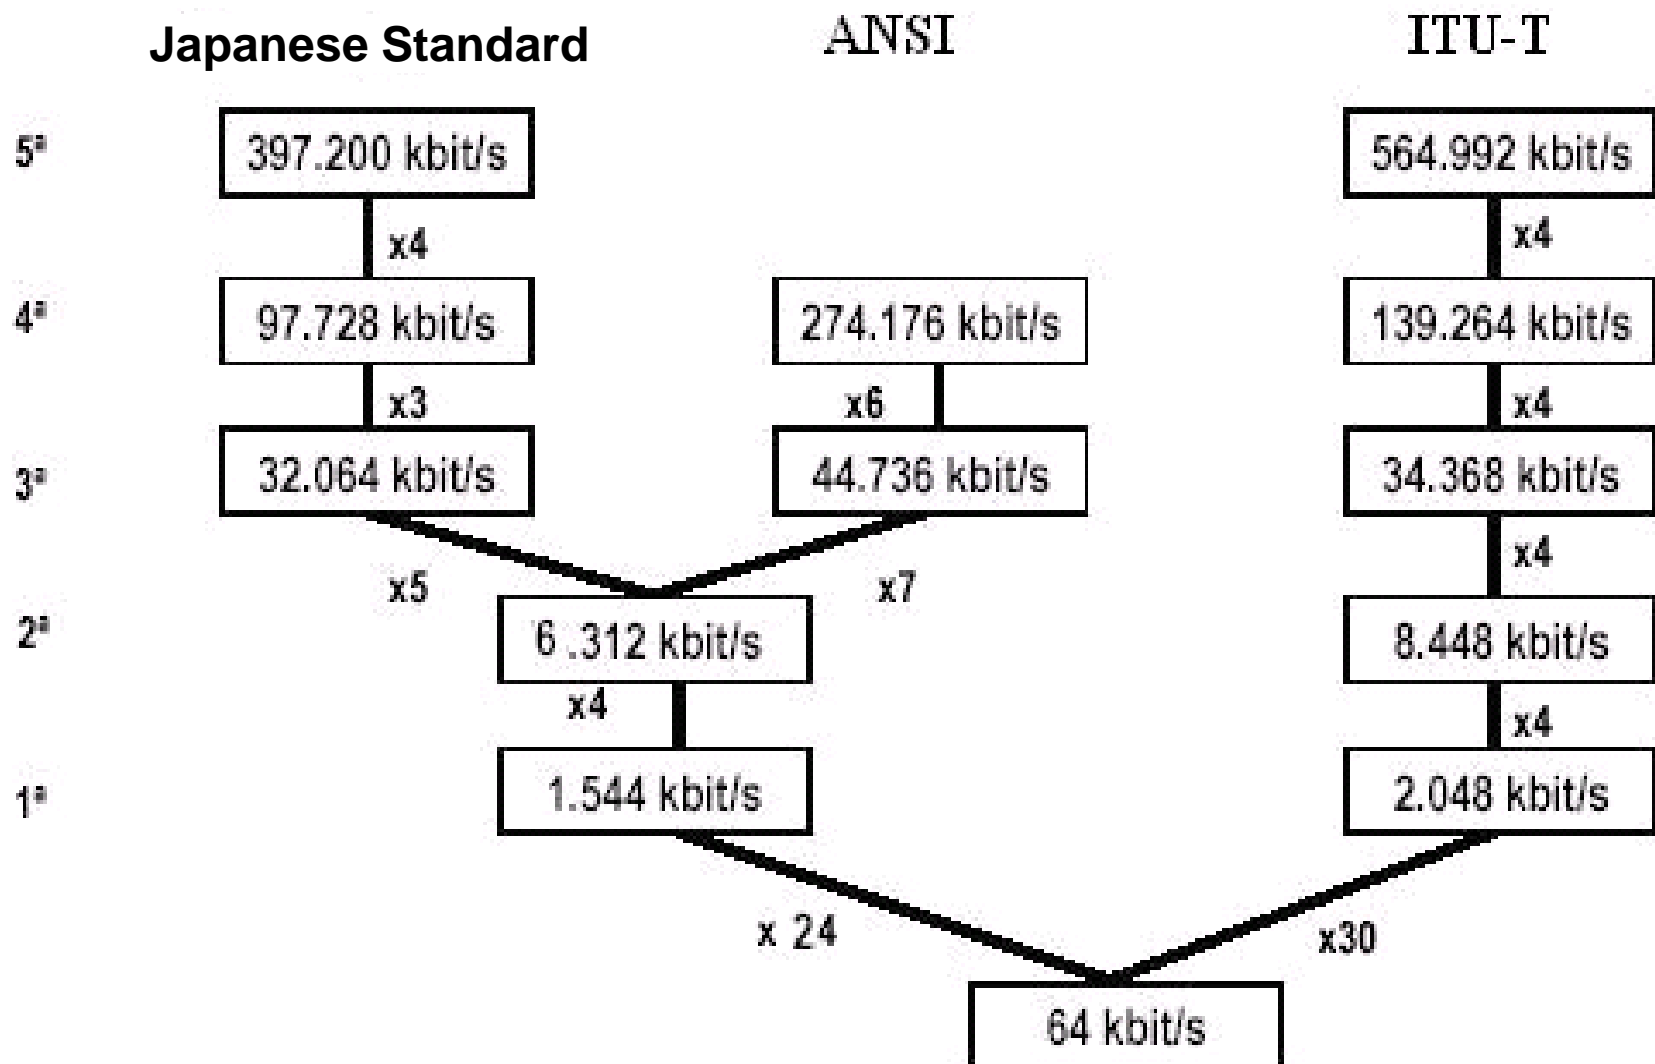 Japanese Standard ANSI ITU-T
5ª 397.200 kbit/s 564.992 kbit/s
x4 x4
4ª 97.728 kbit/s 274.176 kbit/s 139.264 kbit/s
x3 x6 x4
3ª 32.064 kbit/s 44.736 kbit/s 34.368 kbit/s
x4
x5 x7
2ª 6.312 kbit/s 8.448 kbit/s
x4 x4
1ª 1.544 kbit/s 2.048 kbit/s
x 24 x30
64 kbit/s